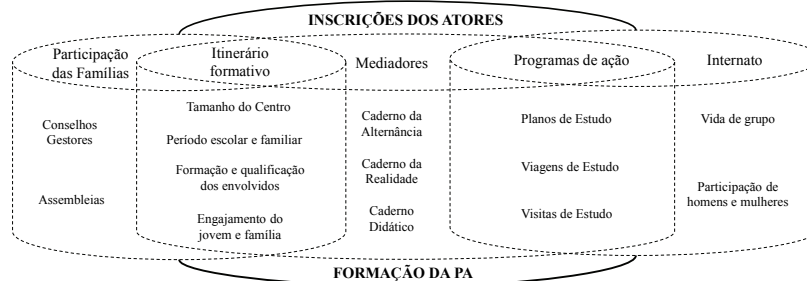 INSCRIÇÕES DOS ATORES
Participação
das Famílias
Itinerário
formativo
Mediadores
Programas de ação
Internato
Conselhos
Gestores
Assembleias
Tamanho do Centro
Período escolar e familiar
Formação e qualificação
dos envolvidos
Engajamento do
jovem e família
Caderno da
Alternância
Caderno da
Realidade
Caderno
Didático
Planos de Estudo
Viagens de Estudo
Visitas de Estudo
Vida de grupo
Participação de
homens e mulheres
FORMAÇÃO DA PA